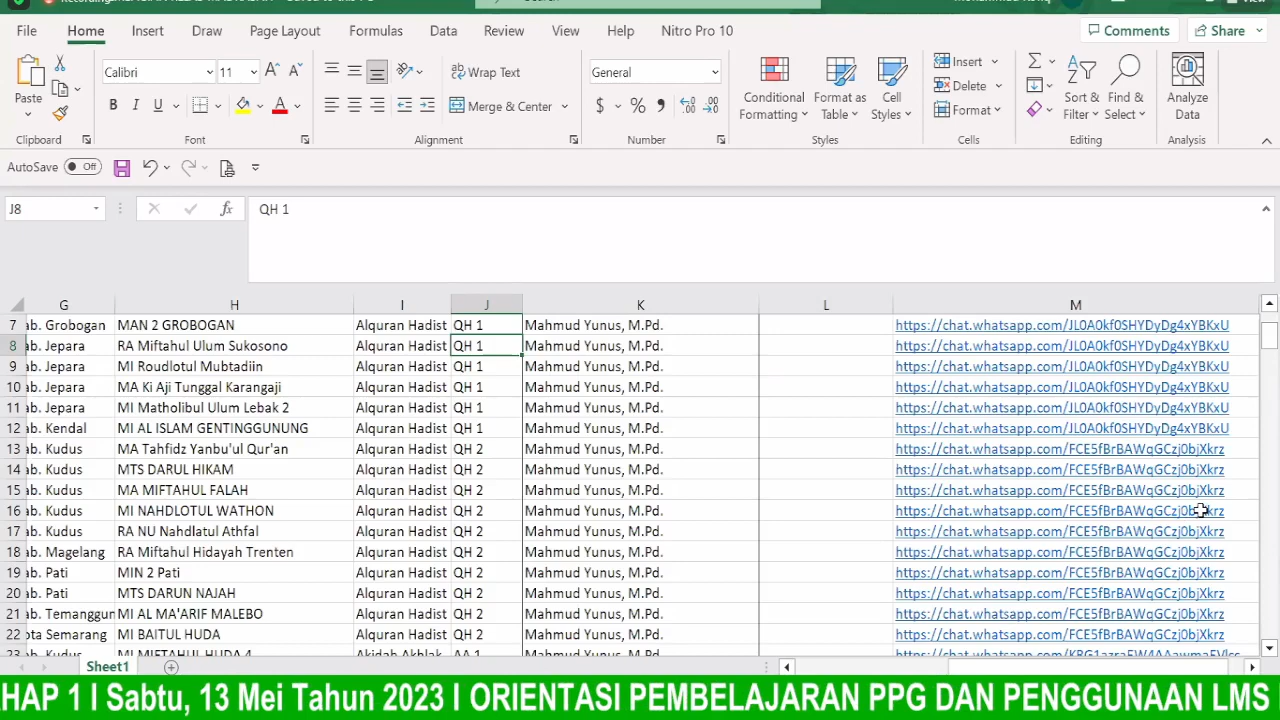 File Home Insert Draw Page Layout Formulas Data Review View Help Nitro Pro 10 Comments Share
Paste Calibri 11 Wrap Text General Conditional Formatting Format as Table Cell Styles Insert Sort & Filter Find & Select Analyze Data
B I U A Merge & Center $ % Delete
Format
Clipboard Font Alignment Number Styles Cells Editing Analysis
AutoSave Off
J8 fx QH 1
G H I J K L M
7 ab. Grobogan MAN 2 GROBOGAN Alquran Hadist QH 1 Mahmud Yunus, M.Pd. https://chat.whatsapp.com/JL0A0kf0SHYDyDg4xYBKxU
8 ab. Jepara RA Miftahul Ulum Sukosono Alquran Hadist QH 1 Mahmud Yunus, M.Pd. https://chat.whatsapp.com/JL0A0kf0SHYDyDg4xYBKxU
9 ab. Jepara MI Roudlotul Mubtadiin Alquran Hadist QH 1 Mahmud Yunus, M.Pd. https://chat.whatsapp.com/JL0A0kf0SHYDyDg4xYBKxU
10 ab. Jepara MA Ki Aji Tunggal Karangaji Alquran Hadist QH 1 Mahmud Yunus, M.Pd. https://chat.whatsapp.com/JL0A0kf0SHYDyDg4xYBKxU
11 ab. Jepara MI Matholibul Ulum Lebak 2 Alquran Hadist QH 1 Mahmud Yunus, M.Pd. https://chat.whatsapp.com/JL0A0kf0SHYDyDg4xYBKxU
12 ab. Kendal MI AL ISLAM GENTINGGUNUNG Alquran Hadist QH 1 Mahmud Yunus, M.Pd. https://chat.whatsapp.com/JL0A0kf0SHYDyDg4xYBKxU
13 ab. Kudus MA Tahfidz Yanbu'ul Qur'an Alquran Hadist QH 2 Mahmud Yunus, M.Pd. https://chat.whatsapp.com/FCE5fBrBAWqGCzj0bjXkrz
14 ab. Kudus MTS DARUL HIKAM Alquran Hadist QH 2 Mahmud Yunus, M.Pd. https://chat.whatsapp.com/FCE5fBrBAWqGCzj0bjXkrz
15 ab. Kudus MA MIFTAHUL FALAH Alquran Hadist QH 2 Mahmud Yunus, M.Pd. https://chat.whatsapp.com/FCE5fBrBAWqGCzj0bjXkrz
16 ab. Kudus MI NAHDLOTUL WATHON Alquran Hadist QH 2 Mahmud Yunus, M.Pd. https://chat.whatsapp.com/FCE5fBrBAWqGCzj0bjXkrz
17 ab. Kudus RA NU Nahdlatul Athfal Alquran Hadist QH 2 Mahmud Yunus, M.Pd. https://chat.whatsapp.com/FCE5fBrBAWqGCzj0bjXkrz
18 ab. Magelang RA Miftahul Hidayah Trenten Alquran Hadist QH 2 Mahmud Yunus, M.Pd. https://chat.whatsapp.com/FCE5fBrBAWqGCzj0bjXkrz
19 ab. Pati MIN 2 Pati Alquran Hadist QH 2 Mahmud Yunus, M.Pd. https://chat.whatsapp.com/FCE5fBrBAWqGCzj0bjXkrz
20 ab. Pati MTS DARUN NAJAH Alquran Hadist QH 2 Mahmud Yunus, M.Pd. https://chat.whatsapp.com/FCE5fBrBAWqGCzj0bjXkrz
21 ab. Temanggun MI AL MA'ARIF MALEBO Alquran Hadist QH 2 Mahmud Yunus, M.Pd. https://chat.whatsapp.com/FCE5fBrBAWqGCzj0bjXkrz
22 ota Semarang MI BAITUL HUDA Alquran Hadist QH 2 Mahmud Yunus, M.Pd. https://chat.whatsapp.com/FCE5fBrBAWqGCzj0bjXkrz
Sheet1
HAP 1 I Sabtu, 13 Mei Tahun 2023 I ORIENTASI PEMBELAJARAN PPG DAN PENGGUNAAN LMS